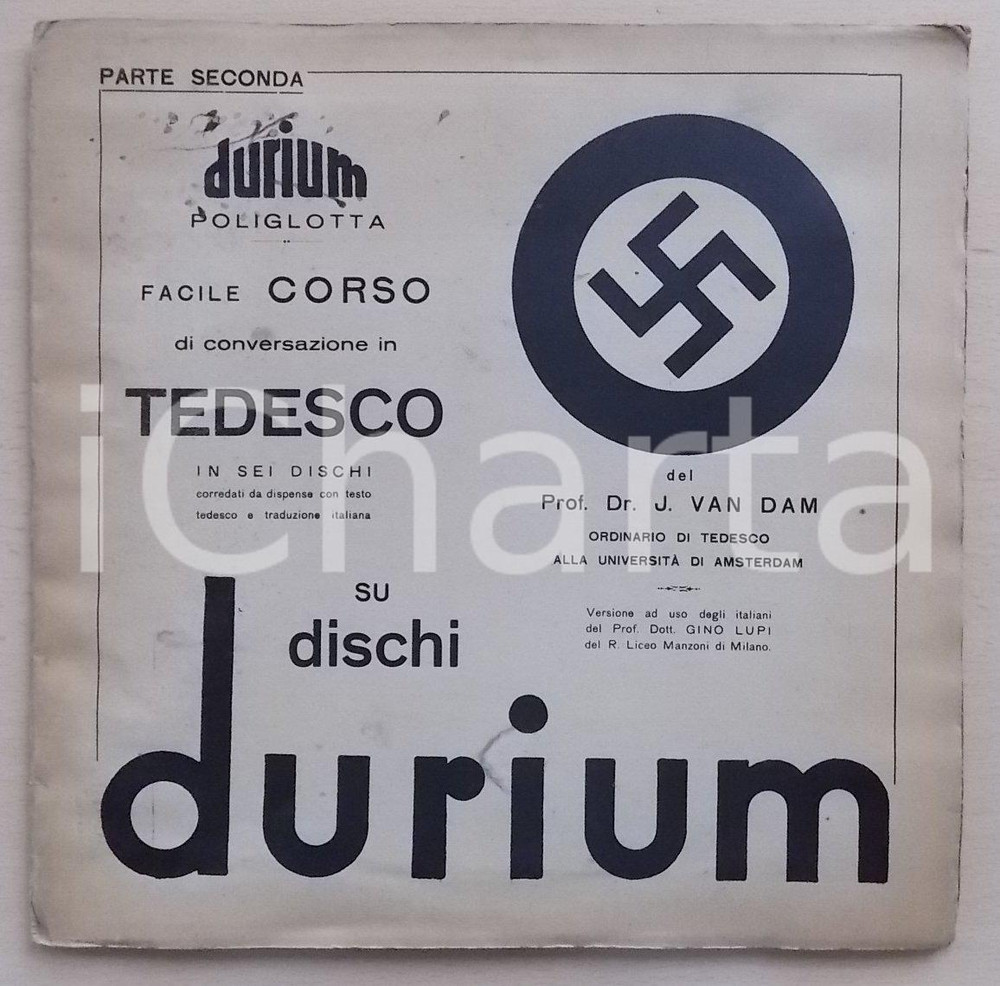 PARTE SECONDA
durium
POLIGLOTTA
FACILE CORSO
di conversazione in
TEDESCO
IN SEI DISCHI
corredati da dispense con testo
tedesco e traduzione italiana
del
Prof. Dr. J. VAN DAM
ORDINARIO DI TEDESCO
ALLA UNIVERSITÀ DI AMSTERDAM
Versione ad uso degli italiani
del Prof. Dott. GINO LUPI
del R. Liceo Manzoni di Milano.
SU
dischi
durium
iCharta